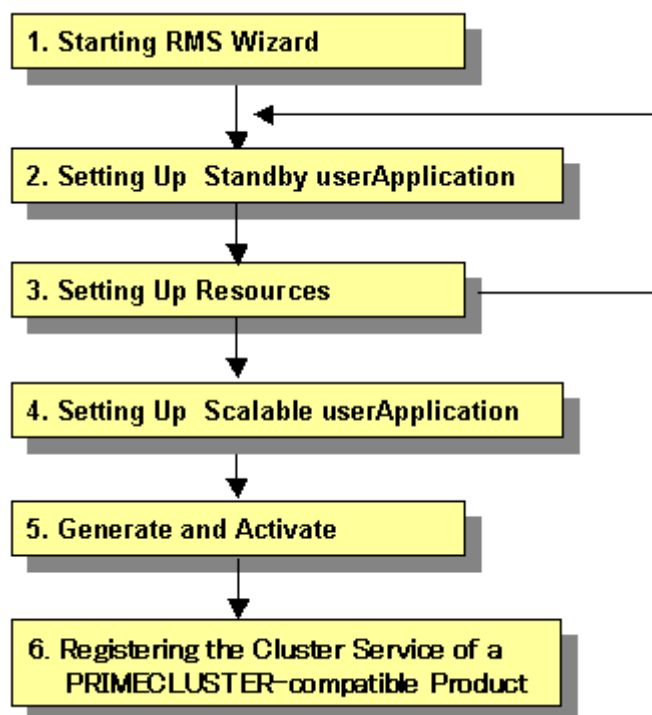 1. Starting RMS Wizard
2. Setting Up Standby userApplication
3. Setting Up Resources
4. Setting Up Scalable userApplication
5. Generate and Activate
6. Registering the Cluster Service of a
PRIMECLUSTER-compatible Product